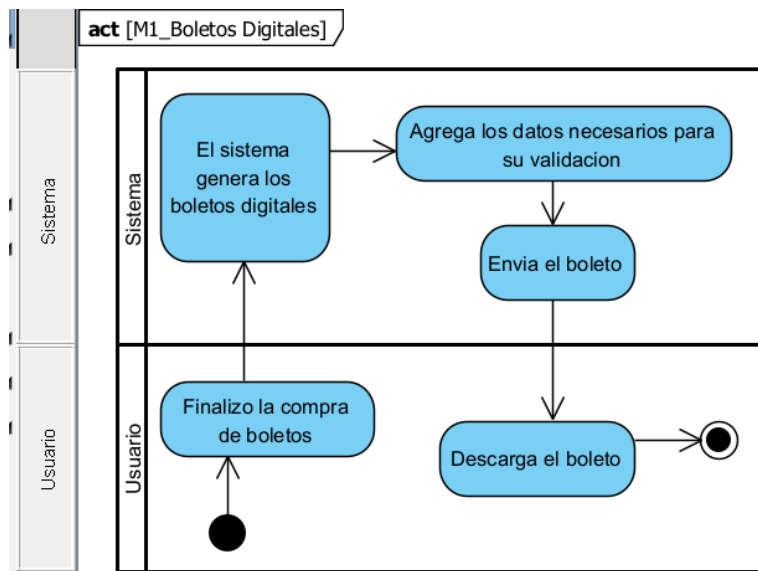 act [M1_Boletos Digitales]
Sistema
Sistema
El sistema
genera los
boletos digitales
Agrega los datos necesarios para
su validacion
Envia el boleto
Usuario
Usuario
Finalizo la compra
de boletos
Descarga el boleto